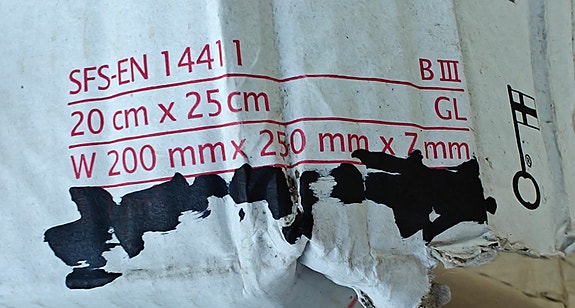 SFS-EN 14411 B III
20 cm x 25 cm GL
W 200 mm x 250 mm x 7 mm